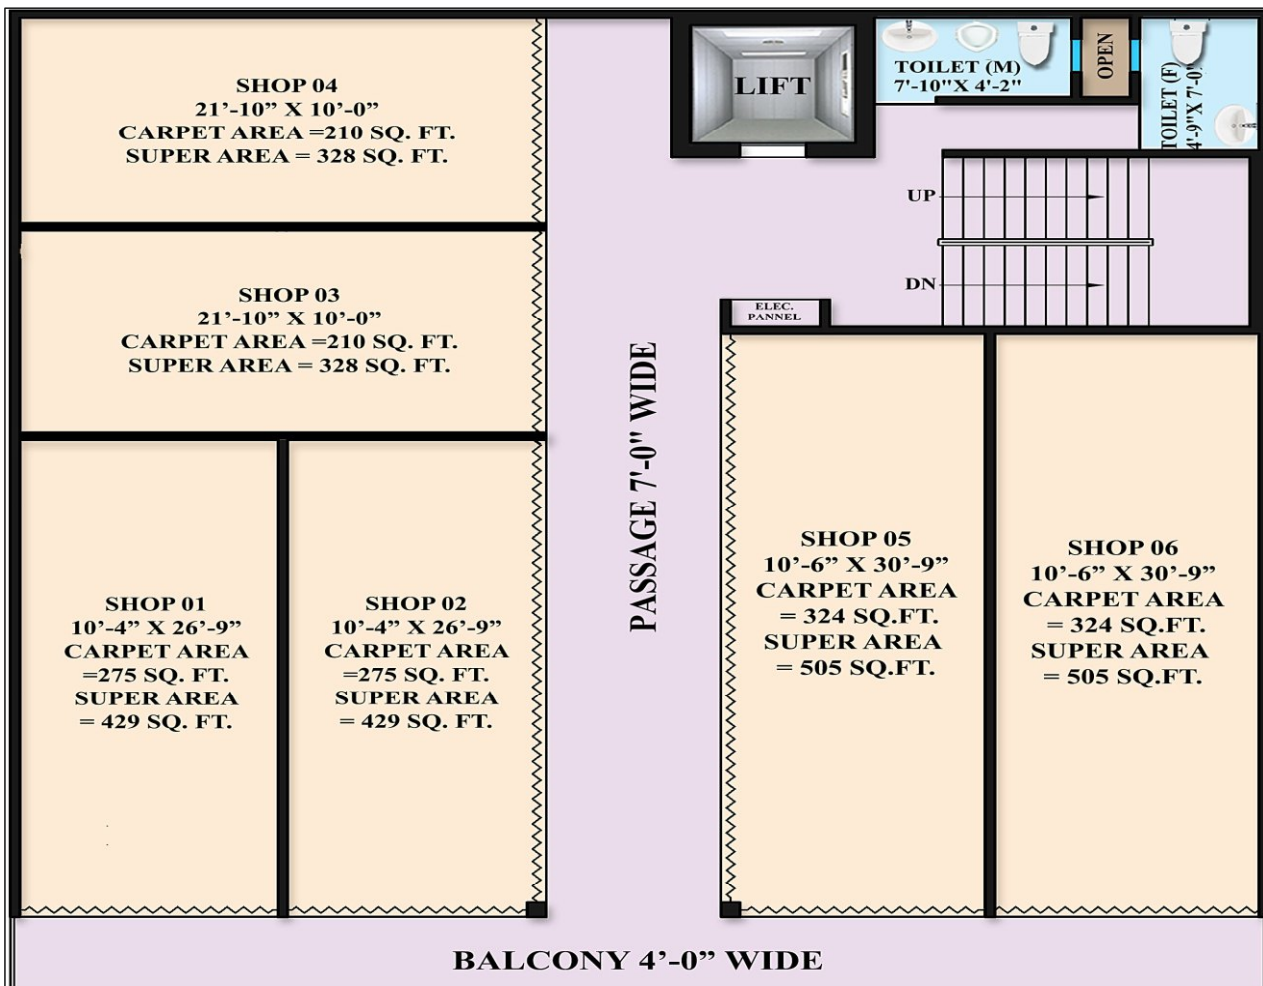 SHOP 04
21’-10” X 10’-0”
CARPET AREA =210 SQ. FT.
SUPER AREA = 328 SQ. FT.
LIFT
TOILET (M)
7'-10"X 4'-2"
OPEN
TOILET (F)
4'-9"X 7'-0"
UP
DN
ELEC.
PANNEL
SHOP 03
21’-10” X 10’-0”
CARPET AREA =210 SQ. FT.
SUPER AREA = 328 SQ. FT.
PASSAGE 7'-0" WIDE
SHOP 01
10’-4” X 26’-9”
CARPET AREA
=275 SQ. FT.
SUPER AREA
= 429 SQ. FT.
SHOP 02
10’-4” X 26’-9”
CARPET AREA
=275 SQ. FT.
SUPER AREA
= 429 SQ. FT.
SHOP 05
10’-6” X 30’-9”
CARPET AREA
= 324 SQ.FT.
SUPER AREA
= 505 SQ.FT.
SHOP 06
10’-6” X 30’-9”
CARPET AREA
= 324 SQ.FT.
SUPER AREA
= 505 SQ.FT.
BALCONY 4’-0” WIDE